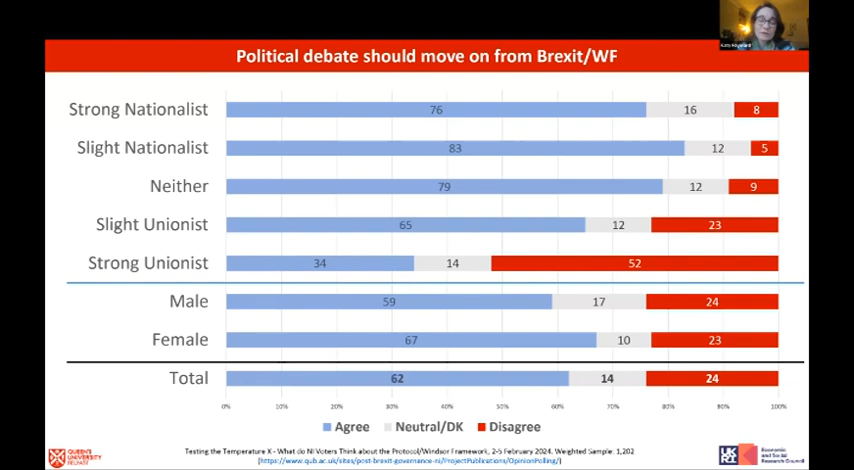 Political debate should move on from Brexit/WF
Strong Nationalist 76 16 8
Slight Nationalist 83 12 5
Neither 79 12 9
Slight Unionist 65 12 23
Strong Unionist 34 14 52
Male 59 17 24
Female 67 10 23
Total 62 14 24
0% 10% 20% 30% 40% 50% 60% 70% 80% 90% 100%
Agree Neutral/DK Disagree
Testing the Temperature X - What do NI Voters Think about the Protocol/Windsor Framework, 2-5 February 2024. Weighted Sample: 1,202
(https://www.qub.ac.uk/sites/post-brexit-governance-ni/ProjectPublications/OpinionPolling/)
QUEEN'S
UNIVERSITY
BELFAST
UK
RI
Economic
and Social
Research Council